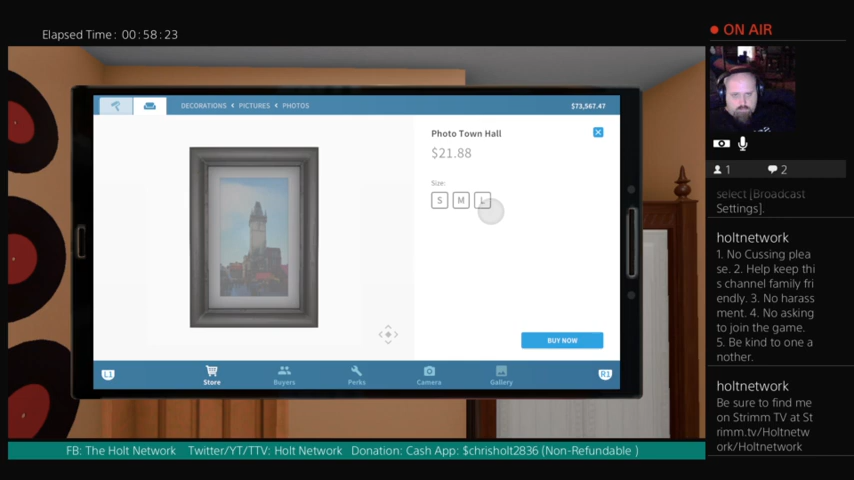 Elapsed Time : 00:58:23
ON AIR
DECORATIONS < PICTURES < PHOTOS
$73,567.47
Photo Town Hall
$21.88
Size:
S M L
BUY NOW
L1
Store
Buyers
Perks
Camera
Gallery
R1
1
2
select [Broadcast
Settings].
holtnetwork
1. No Cussing plea
se. 2. Help keep thi
s channel family fri
endly. 3. No harass
ment. 4. No asking
to join the game.
5. Be kind to one a
nother.
holtnetwork
Be sure to find me
on Strimm TV at St
rimm.tv/Holtnetw
ork/Holtnetwork
FB: The Holt Network Twitter/YT/TTV: Holt Network Donation: Cash App: $chrisholt2836 (Non-Refundable )